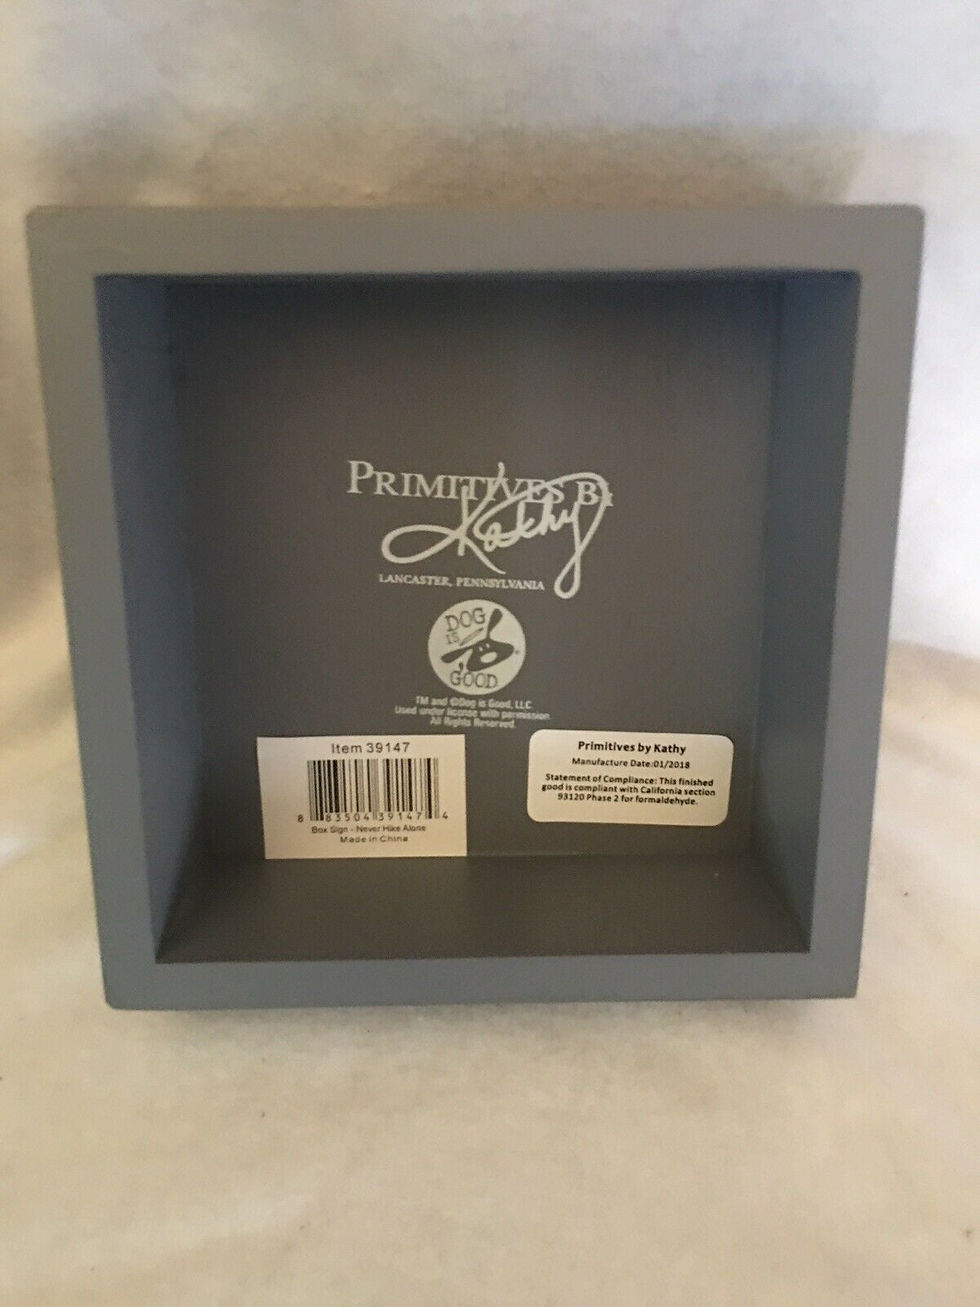 PRIMITIVES BY
Kathy
LANCASTER, PENNSYLVANIA
DOG
IS
GOOD
TM and ©Dog is Good, LLC.
Used under license with permission.
All Rights Reserved.
Item 39147
8 83504 39147 4
Box Sign - Never Hike Alone
Made in China
Primitives by Kathy
Manufacture Date:01/2018
Statement of Compliance: This finished
good is compliant with California section
93120 Phase 2 for formaldehyde.